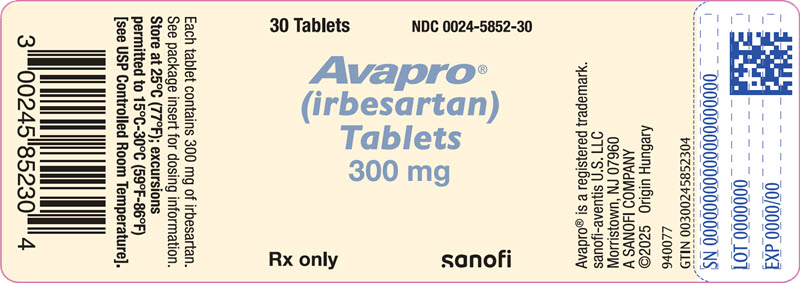 Each tablet contains 300 mg of irbesartan.
See package insert for dosing information.
Store at 25°C (77°F), excursions
permitted to 15°C-30°C (59°F-86°F)
[see USP Controlled Room Temperature].
3 00245 85230 4
30 Tablets
NDC 0024-5852-30
Avapro®
(irbesartan)
Tablets
300 mg
Rx only
sanofi
Avapro® is a registered trademark.
sanofi-aventis U.S. LLC
Morristown, NJ 07960
A SANOFI COMPANY
©2025 Origin Hungary
940077
GTIN 00300245852304
SN 00000000000000000000
LOT 0000000
EXP 0000/00